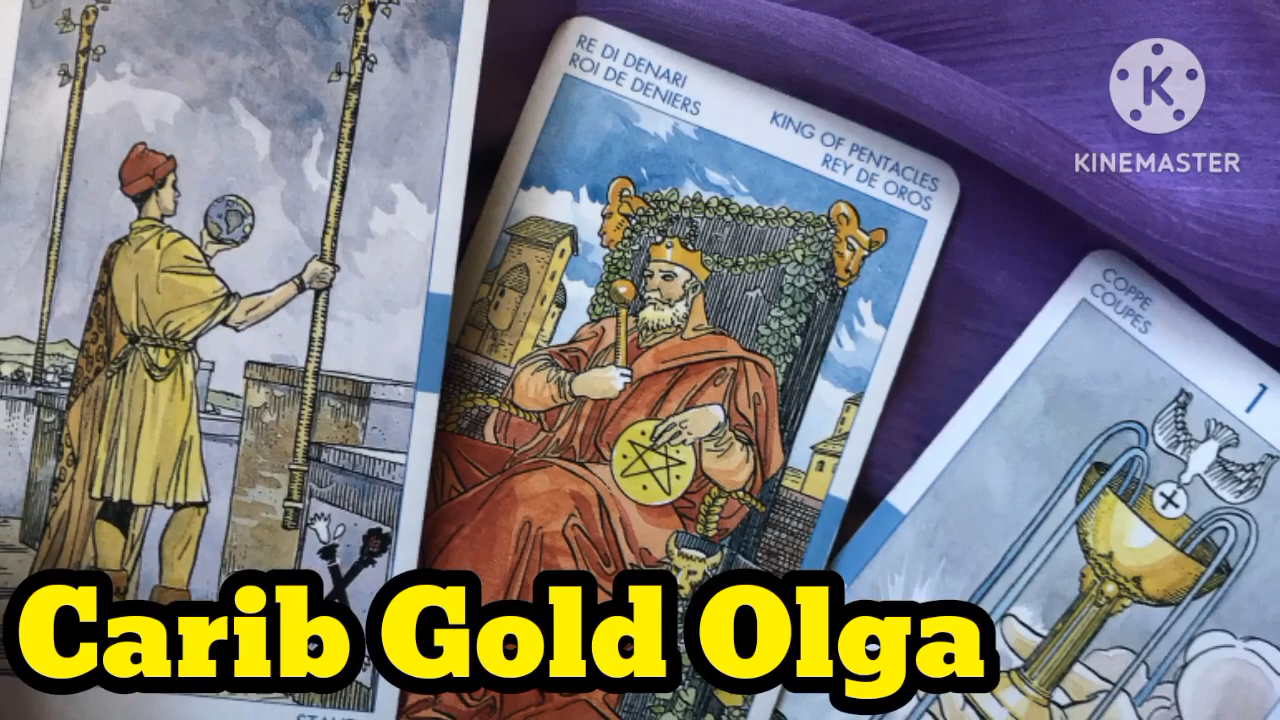 RE DI DENARI
ROI DE DENIERS
KING OF PENTACLES
REY DE OROS
K
KINEMASTER
COPPE
COUPES
1
Carib Gold Olga